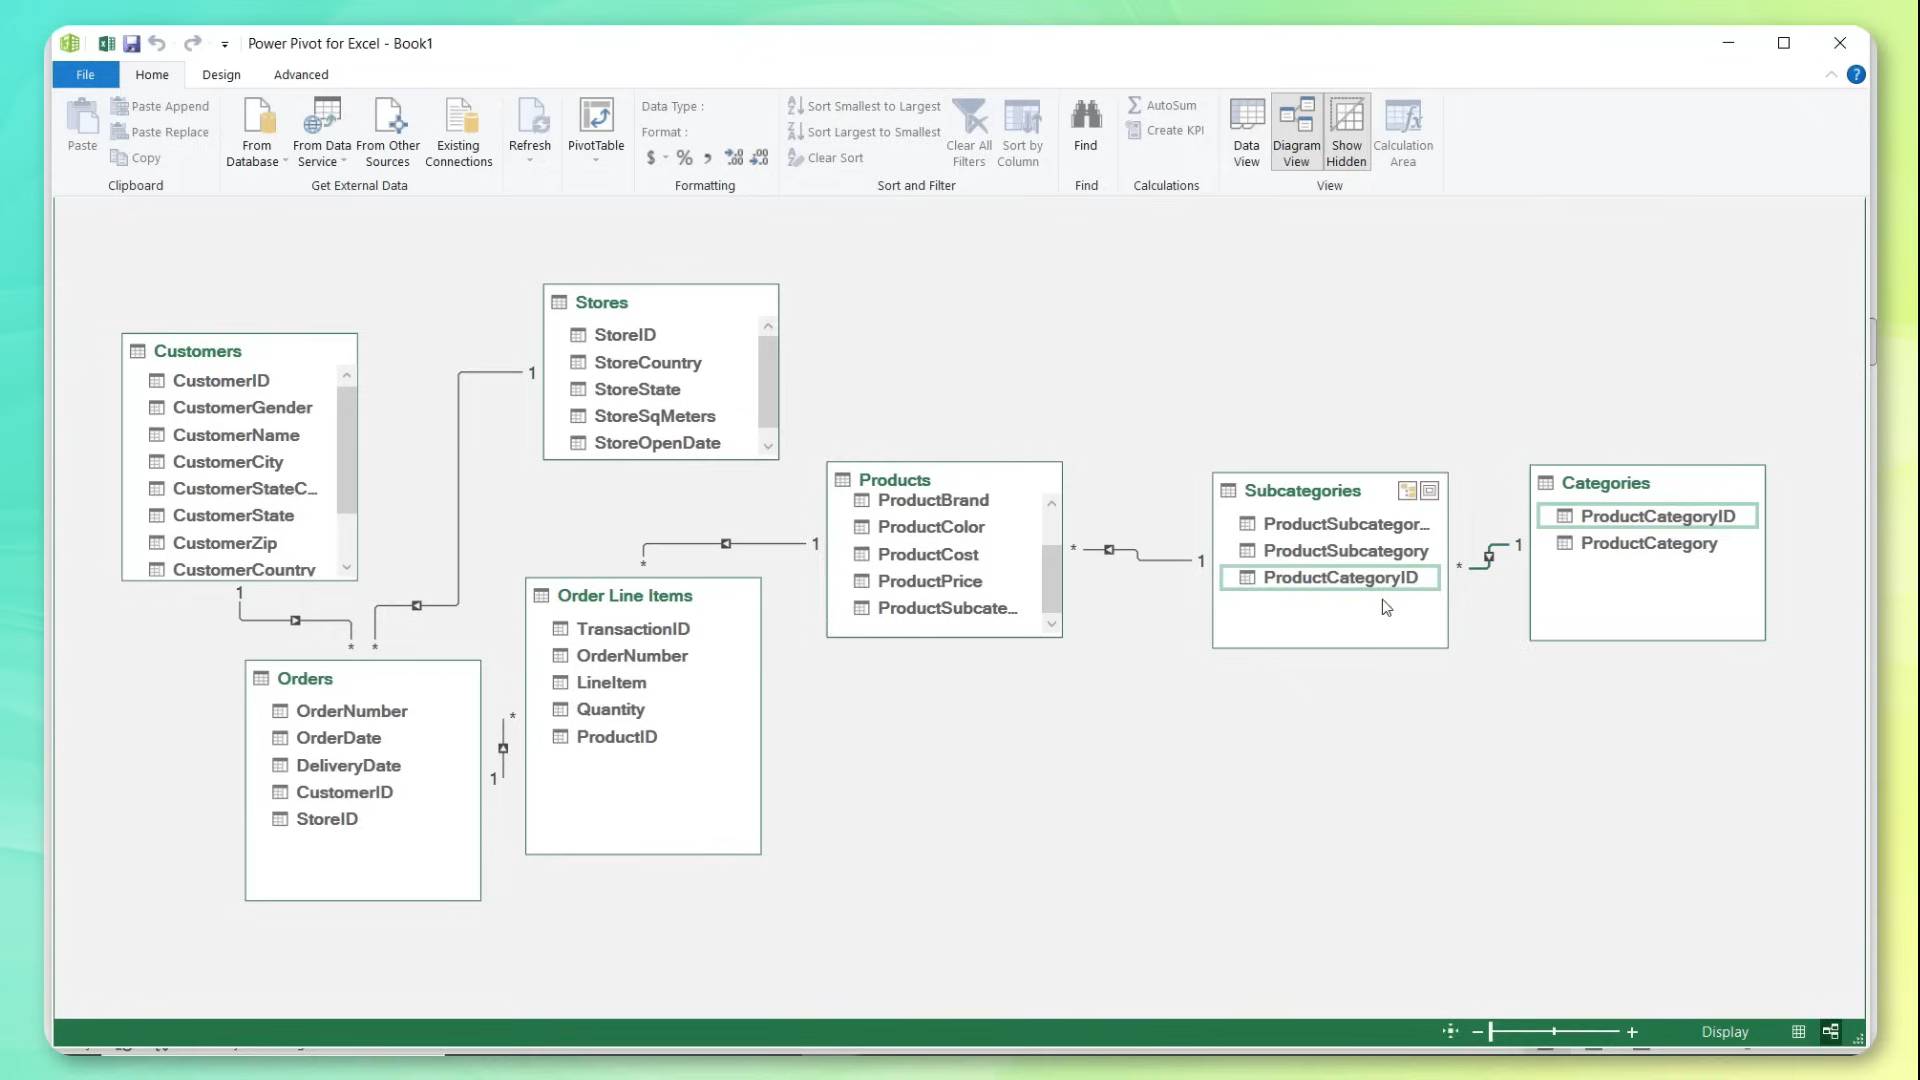 Power Pivot for Excel - Book1
File
Home
Design
Advanced
?
Paste
Paste Append
Paste Replace
Copy
Clipboard
From Database
From Data Service
From Other Sources
Existing Connections
Get External Data
Refresh
PivotTable
Data Type :
Format :
$ % ,
Formatting
Sort Smallest to Largest
Sort Largest to Smallest
Clear Sort
Clear All Filters
Sort by Column
Sort and Filter
Find
Find
AutoSum
Create KPI
Calculations
Data View
Diagram View
Show Hidden
Calculation Area
View
Customers
CustomerID
CustomerGender
CustomerName
CustomerCity
CustomerStateC...
CustomerState
CustomerZip
CustomerCountry
1
*
Stores
StoreID
StoreCountry
StoreState
StoreSqMeters
StoreOpenDate
1
*
Orders
OrderNumber
OrderDate
DeliveryDate
CustomerID
StoreID
1
*
Order Line Items
TransactionID
OrderNumber
LineItem
Quantity
ProductID
*
1
Products
ProductBrand
ProductColor
ProductCost
ProductPrice
ProductSubcate...
*
1
Subcategories
ProductSubcategor...
ProductSubcategory
ProductCategoryID
*
1
Categories
ProductCategoryID
ProductCategory
Display